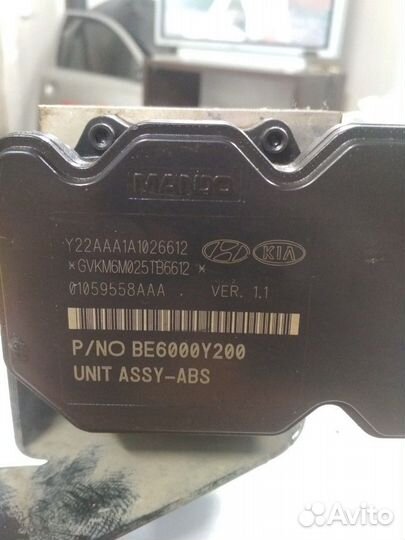 MANDO
Y22AAA1A1026612
*GVKM6M025TB6612 *
01059558AAA . VER. 1.1
KIA
P/NO BE6000Y200
UNIT ASSY-ABS
Avito